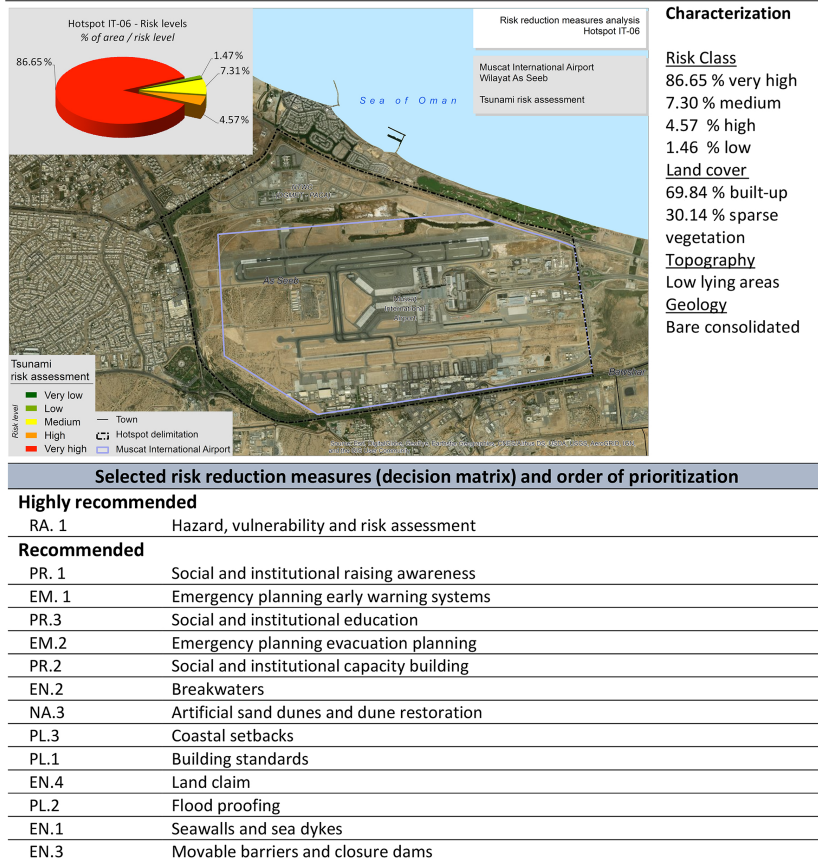 Hotspot IT-06 - Risk levels
% of area / risk level
86.65%
1.47%
7.31%
4.57%
Risk reduction measures analysis
Hotspot IT-06
Muscat International Airport
Wilayat As Seeb
Tsunami risk assessment
Sea of Oman
As Seeb
International
Airport
Tsunami
risk assessment
Risk level
Very low
Low
Medium
High
Very high
Town
Hotspot delimitation
Muscat International Airport
Characterization
Risk Class
86.65 % very high
7.30 % medium
4.57 % high
1.46 % low
Land cover
69.84 % built-up
30.14 % sparse
vegetation
Topography
Low lying areas
Geology
Bare consolidated
Selected risk reduction measures (decision matrix) and order of prioritization
Highly recommended
RA. 1 Hazard, vulnerability and risk assessment
Recommended
PR. 1 Social and institutional raising awareness
EM. 1 Emergency planning early warning systems
PR.3 Social and institutional education
EM.2 Emergency planning evacuation planning
PR.2 Social and institutional capacity building
EN.2 Breakwaters
NA.3 Artificial sand dunes and dune restoration
PL.3 Coastal setbacks
PL.1 Building standards
EN.4 Land claim
PL.2 Flood proofing
EN.1 Seawalls and sea dykes
EN.3 Movable barriers and closure dams